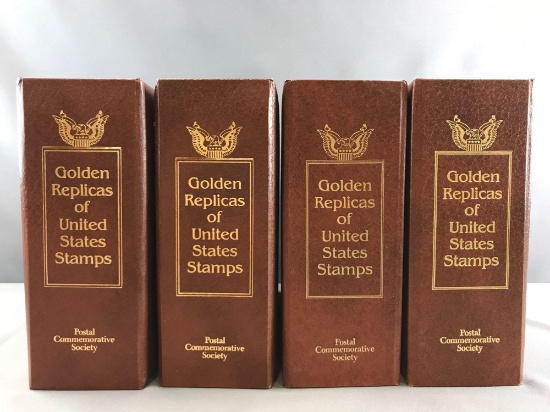 Golden
Replicas
of
United
States
Stamps
Postal
Commemorative
Society
Golden
Replicas
of
United
States
Stamps
Postal
Commemorative
Society
Golden
Replicas
of
United
States
Stamps
Postal
Commemorative
Society
Golden
Replicas
of
United
States
Stamps
Postal
Commemorative
Society